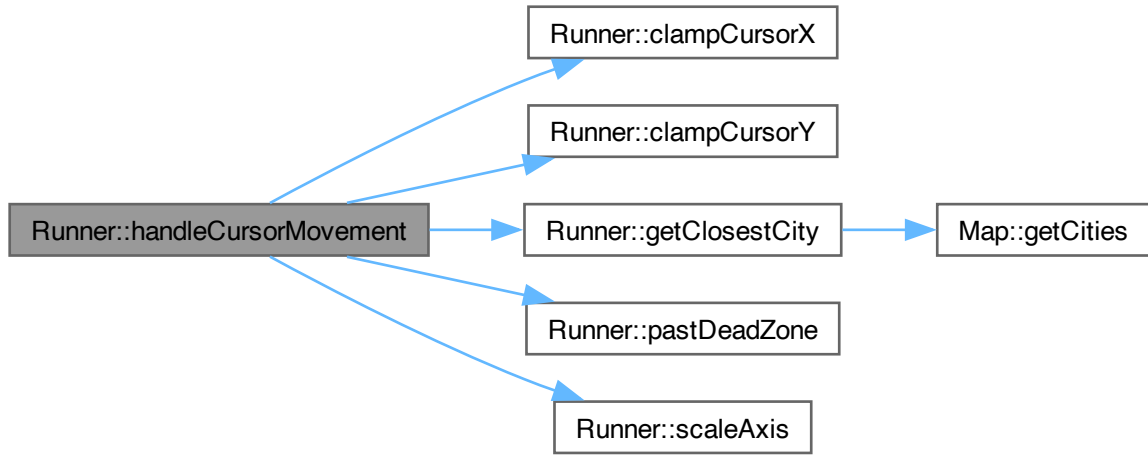 Runner::clampCursorX
Runner::clampCursorY
Runner::handleCursorMovement
Runner::getClosestCity
Map::getCities
Runner::pastDeadZone
Runner::scaleAxis